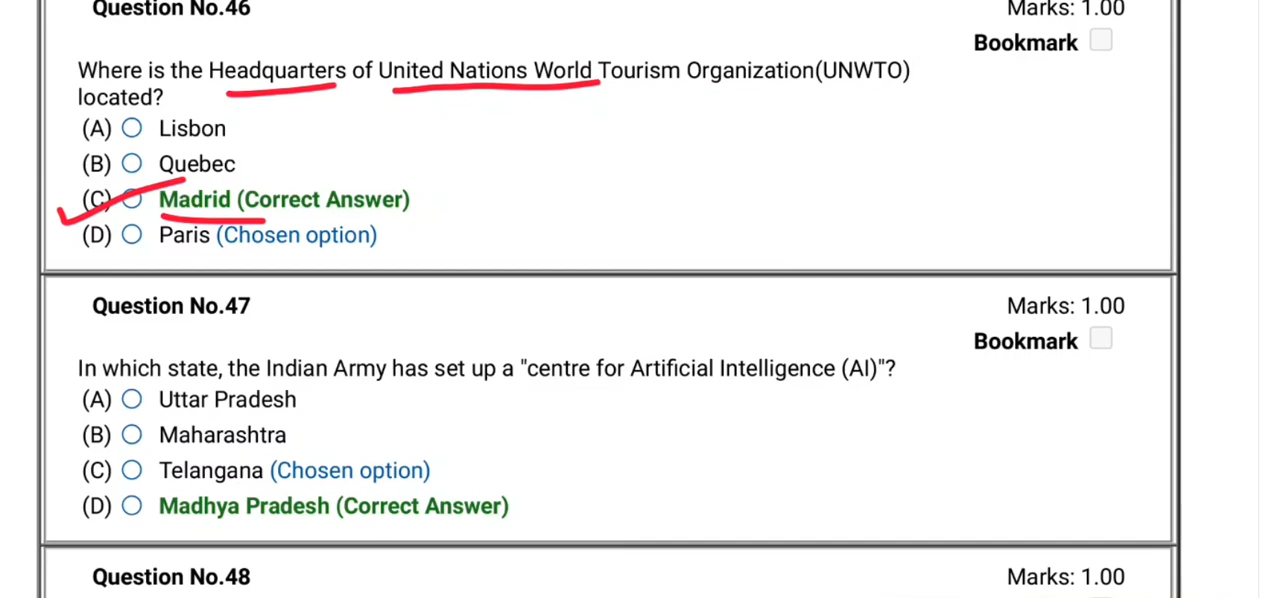 Question No.46 Marks: 1.00
Bookmark
Where is the Headquarters of United Nations World Tourism Organization(UNWTO)
located?
(A) Lisbon
(B) Quebec
(C) Madrid (Correct Answer)
(D) Paris (Chosen option)
Question No.47 Marks: 1.00
Bookmark
In which state, the Indian Army has set up a "centre for Artificial Intelligence (AI)"?
(A) Uttar Pradesh
(B) Maharashtra
(C) Telangana (Chosen option)
(D) Madhya Pradesh (Correct Answer)
Question No.48 Marks: 1.00